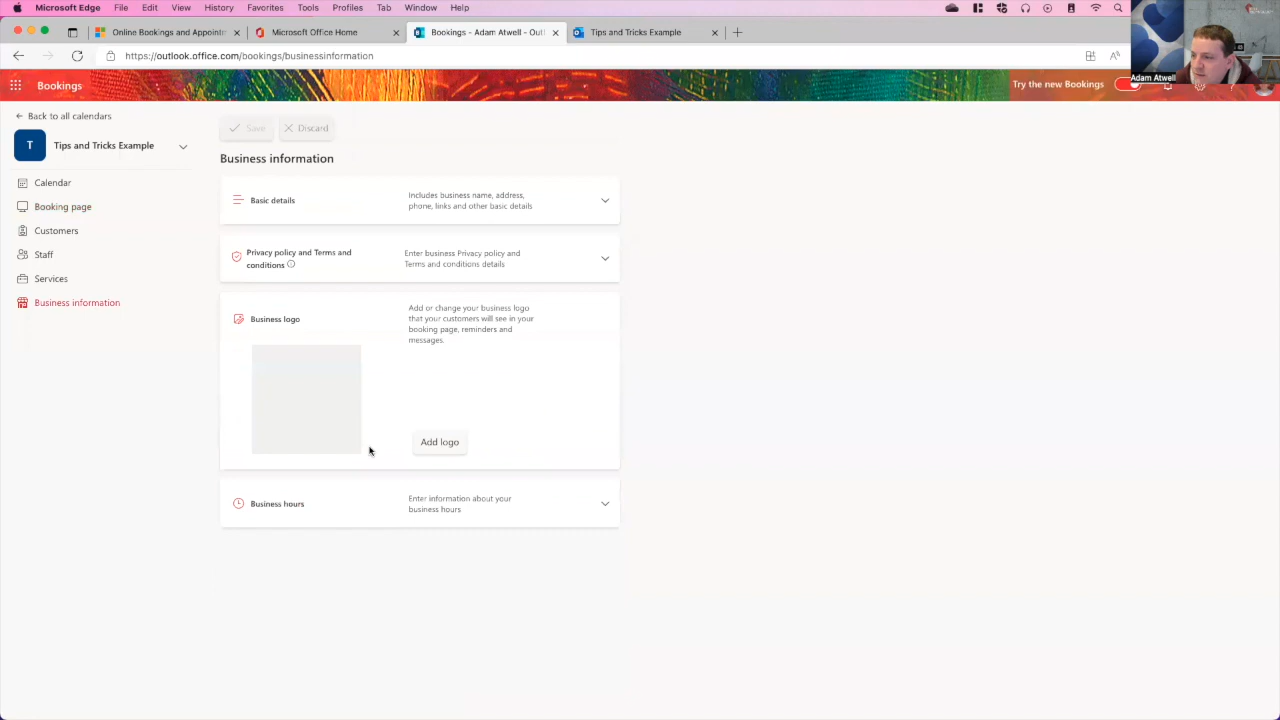 Microsoft Edge File Edit View History Favorites Tools Profiles Tab Window Help
Online Bookings and Appointm
Microsoft Office Home
Bookings - Adam Atwell - Outl
Tips and Tricks Example
https://outlook.office.com/bookings/businessinformation
Adam Atwell
Bookings
Try the new Bookings
Back to all calendars
T
Tips and Tricks Example
Calendar
Booking page
Customers
Staff
Services
Business information
Save
Discard
Business information
Basic details
Includes business name, address,
phone, links and other basic details
Privacy policy and Terms and
conditions
Enter business Privacy policy and
Terms and conditions details
Business logo
Add or change your business logo
that your customers will see in your
booking page, reminders and
messages.
Add logo
Business hours
Enter information about your
business hours